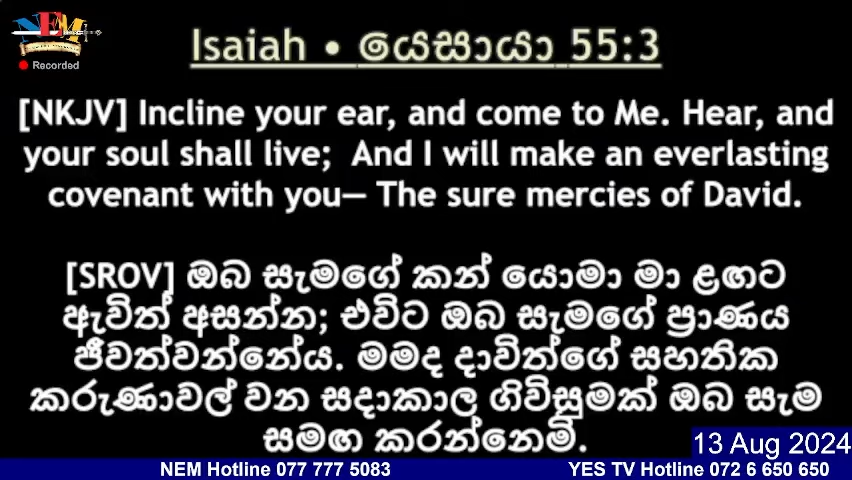 NEM
Recorded
Isaiah • යෙසායා 55:3
[NKJV] Incline your ear, and come to Me. Hear, and
your soul shall live;  And I will make an everlasting
covenant with you— The sure mercies of David.
[SROV] ඔබ සැමගේ කන් යොමා මා ළඟට
ඇවිත් අසන්න; එවිට ඔබ සැමගේ ප්‍රාණය
ජීවත්වන්නේය. මමද දාවිත්ගේ සහතික
කරුණාවල් වන සදාකාල ගිවිසුමක් ඔබ සැම
සමඟ කරන්නෙමි.
13 Aug 2024
NEM Hotline 077 777 5083
YES TV Hotline 072 6 650 650